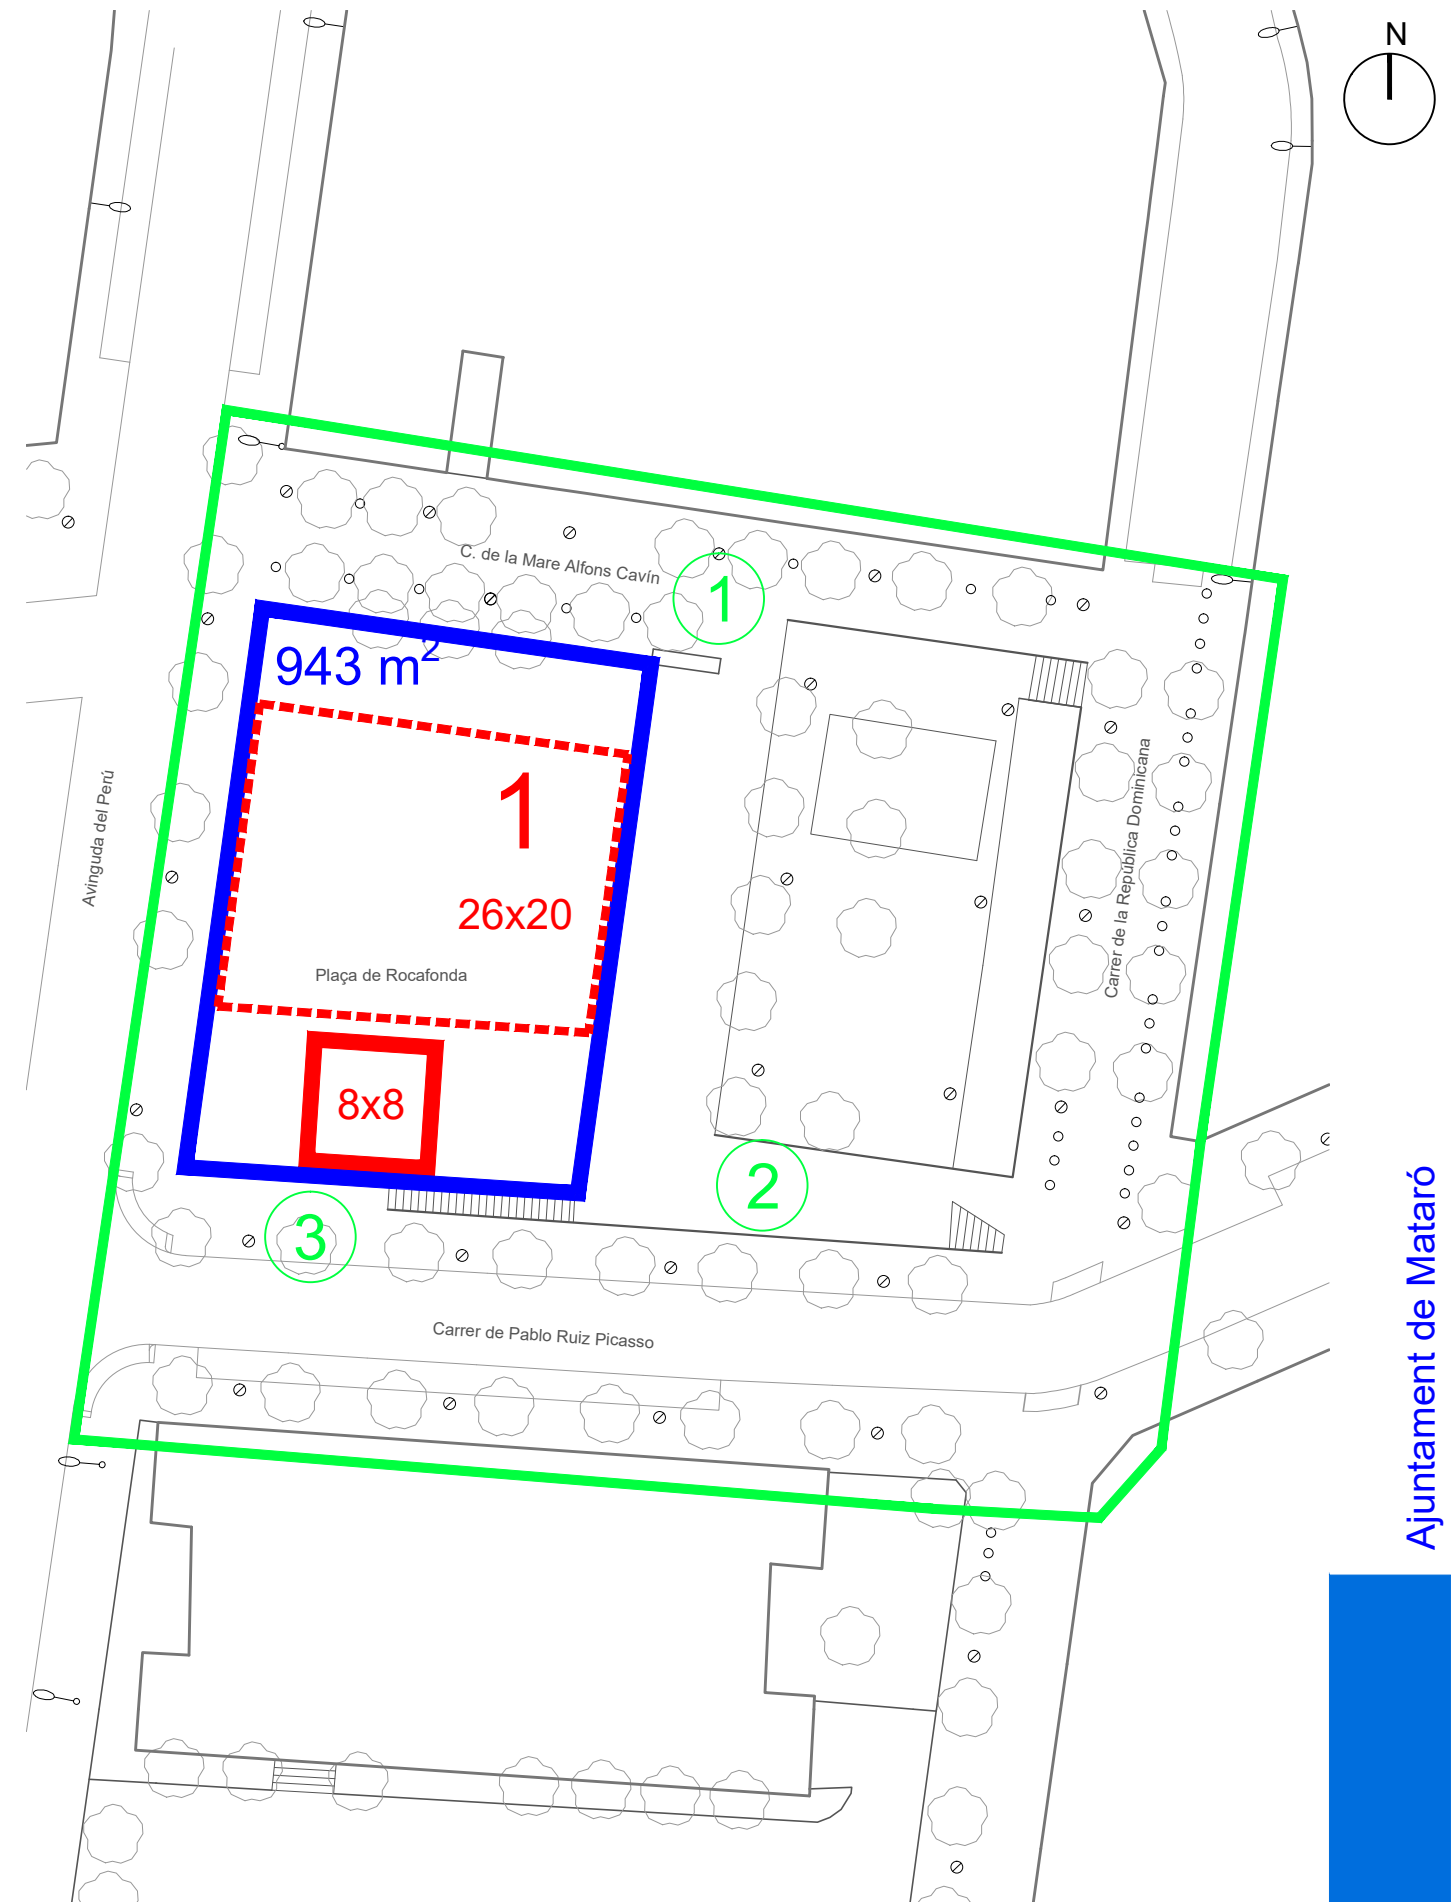 N
C. de la Mare Alfons Cavín
1
943 m²
1
26x20
Avinguda del Perú
Carrer de la República Dominicana
Plaça de Rocafonda
8x8
2
3
Carrer de Pablo Ruiz Picasso
Ajuntament de Mataró